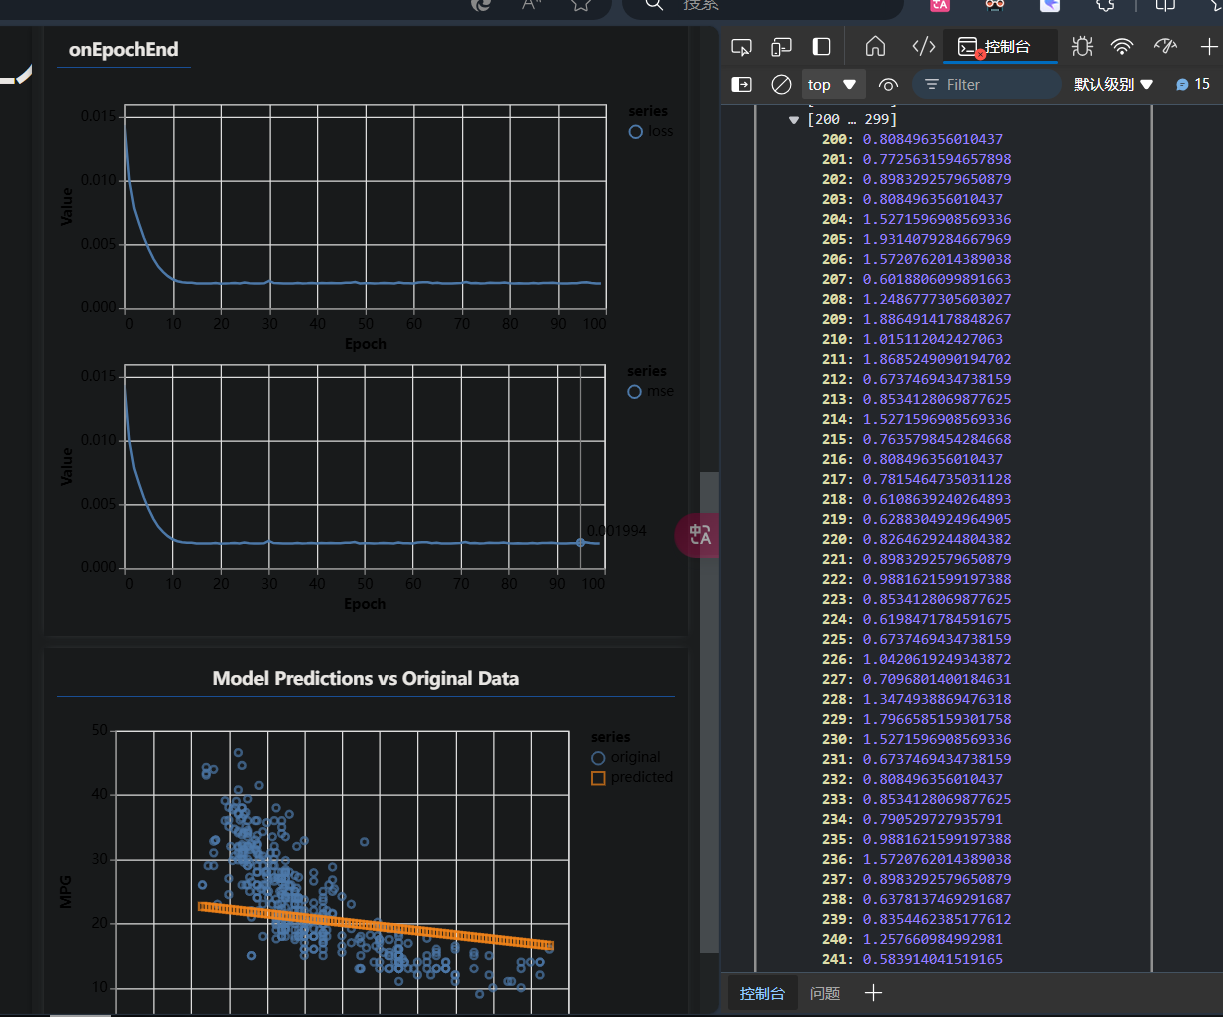 搜索
onEpochEnd
0.015
0.010
0.005
0.000
Value
0 10 20 30 40 50 60 70 80 90 100
Epoch
series
loss
0.015
0.010
0.005
0.000
Value
0 10 20 30 40 50 60 70 80 90 100
Epoch
series
mse
0.001994
Model Predictions vs Original Data
50
40
30
20
10
MPG
series
original
predicted
控制台
top
Filter
默认级别
15
[200 … 299]
200: 0.808496356010437
201: 0.7725631594657898
202: 0.8983292579650879
203: 0.808496356010437
204: 1.5271596908569336
205: 1.9314079284667969
206: 1.5720762014389038
207: 0.6018806099891663
208: 1.2486777305603027
209: 1.8864914178848267
210: 1.015112042427063
211: 1.8685249090194702
212: 0.6737469434738159
213: 0.8534128069877625
214: 1.5271596908569336
215: 0.7635798454284668
216: 0.808496356010437
217: 0.7815464735031128
218: 0.6108639240264893
219: 0.6288304924964905
220: 0.8264629244804382
221: 0.8983292579650879
222: 0.9881621599197388
223: 0.8534128069877625
224: 0.6198471784591675
225: 0.6737469434738159
226: 1.0420619249343872
227: 0.7096801400184631
228: 1.3474938869476318
229: 1.7966585159301758
230: 1.5271596908569336
231: 0.6737469434738159
232: 0.808496356010437
233: 0.8534128069877625
234: 0.790529727935791
235: 0.9881621599197388
236: 1.5720762014389038
237: 0.8983292579650879
238: 0.6378137469291687
239: 0.8354462385177612
240: 1.257660984992981
241: 0.583914041519165
控制台 问题